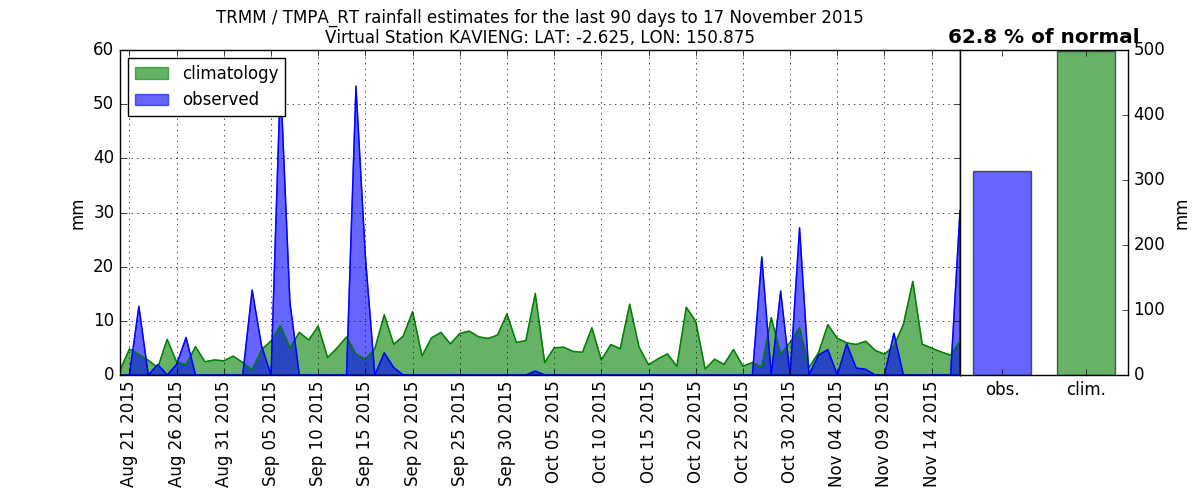 TRMM / TMPA_RT rainfall estimates for the last 90 days to 17 November 2015
Virtual Station KAVIENG: LAT: -2.625, LON: 150.875
62.8 % of normal
climatology
observed
60
50
40
30
20
10
0
mm
Aug 21 2015
Aug 26 2015
Aug 31 2015
Sep 05 2015
Sep 10 2015
Sep 15 2015
Sep 20 2015
Sep 25 2015
Sep 30 2015
Oct 05 2015
Oct 10 2015
Oct 15 2015
Oct 20 2015
Oct 25 2015
Oct 30 2015
Nov 04 2015
Nov 09 2015
Nov 14 2015
obs.
clim.
500
400
300
200
100
0
mm